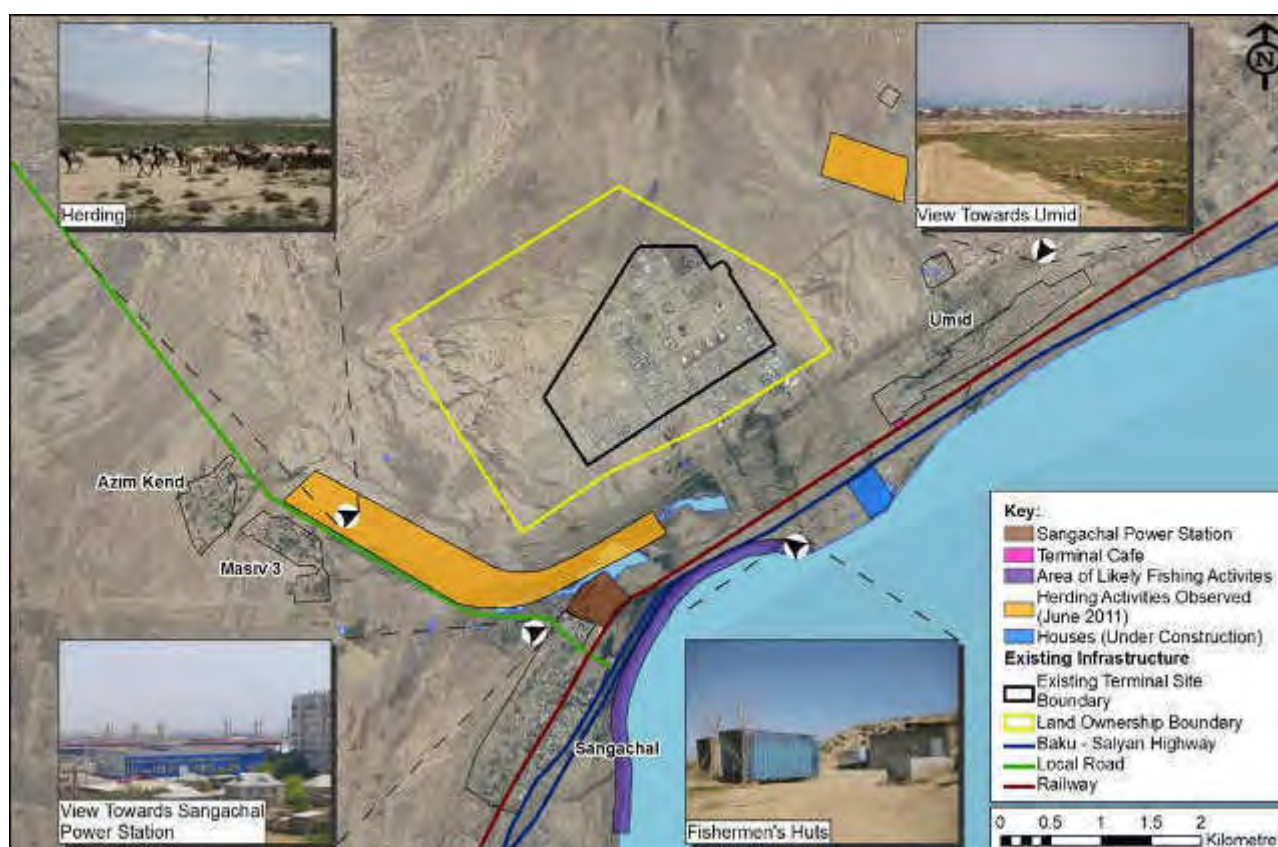 N
Herding
View Towards Umid
Umid
Azim Kend
Masiv 3
Sangachal
View Towards Sangachal
Power Station
Fishermen's Huts
Key:
Sangachal Power Station
Terminal Cafe
Area of Likely Fishing Activites
Herding Activities Observed
(June 2011)
Houses (Under Construction)
Existing Infrastructure
Existing Terminal Site
Boundary
Land Ownership Boundary
Baku - Salyan Highway
Local Road
Railway
0 0.5 1 1.5 2
Kilometre